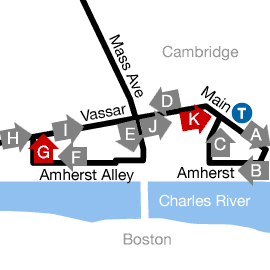 Mass Ave
Cambridge
Vassar
Main
T
D
K
A
H
I
E
J
C
G
F
B
Amherst Alley
Amherst
Charles River
Boston